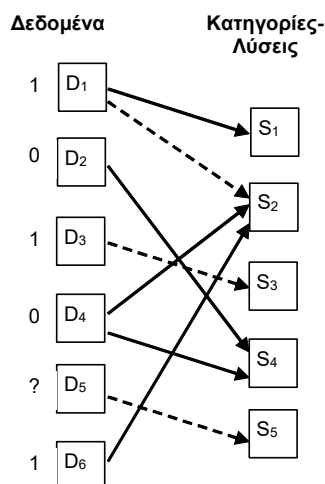 Δεδομένα
Κατηγορίες-
Λύσεις
1 D1
S1
0 D2
S2
1 D3
S3
0 D4
S4
? D5
S5
1 D6